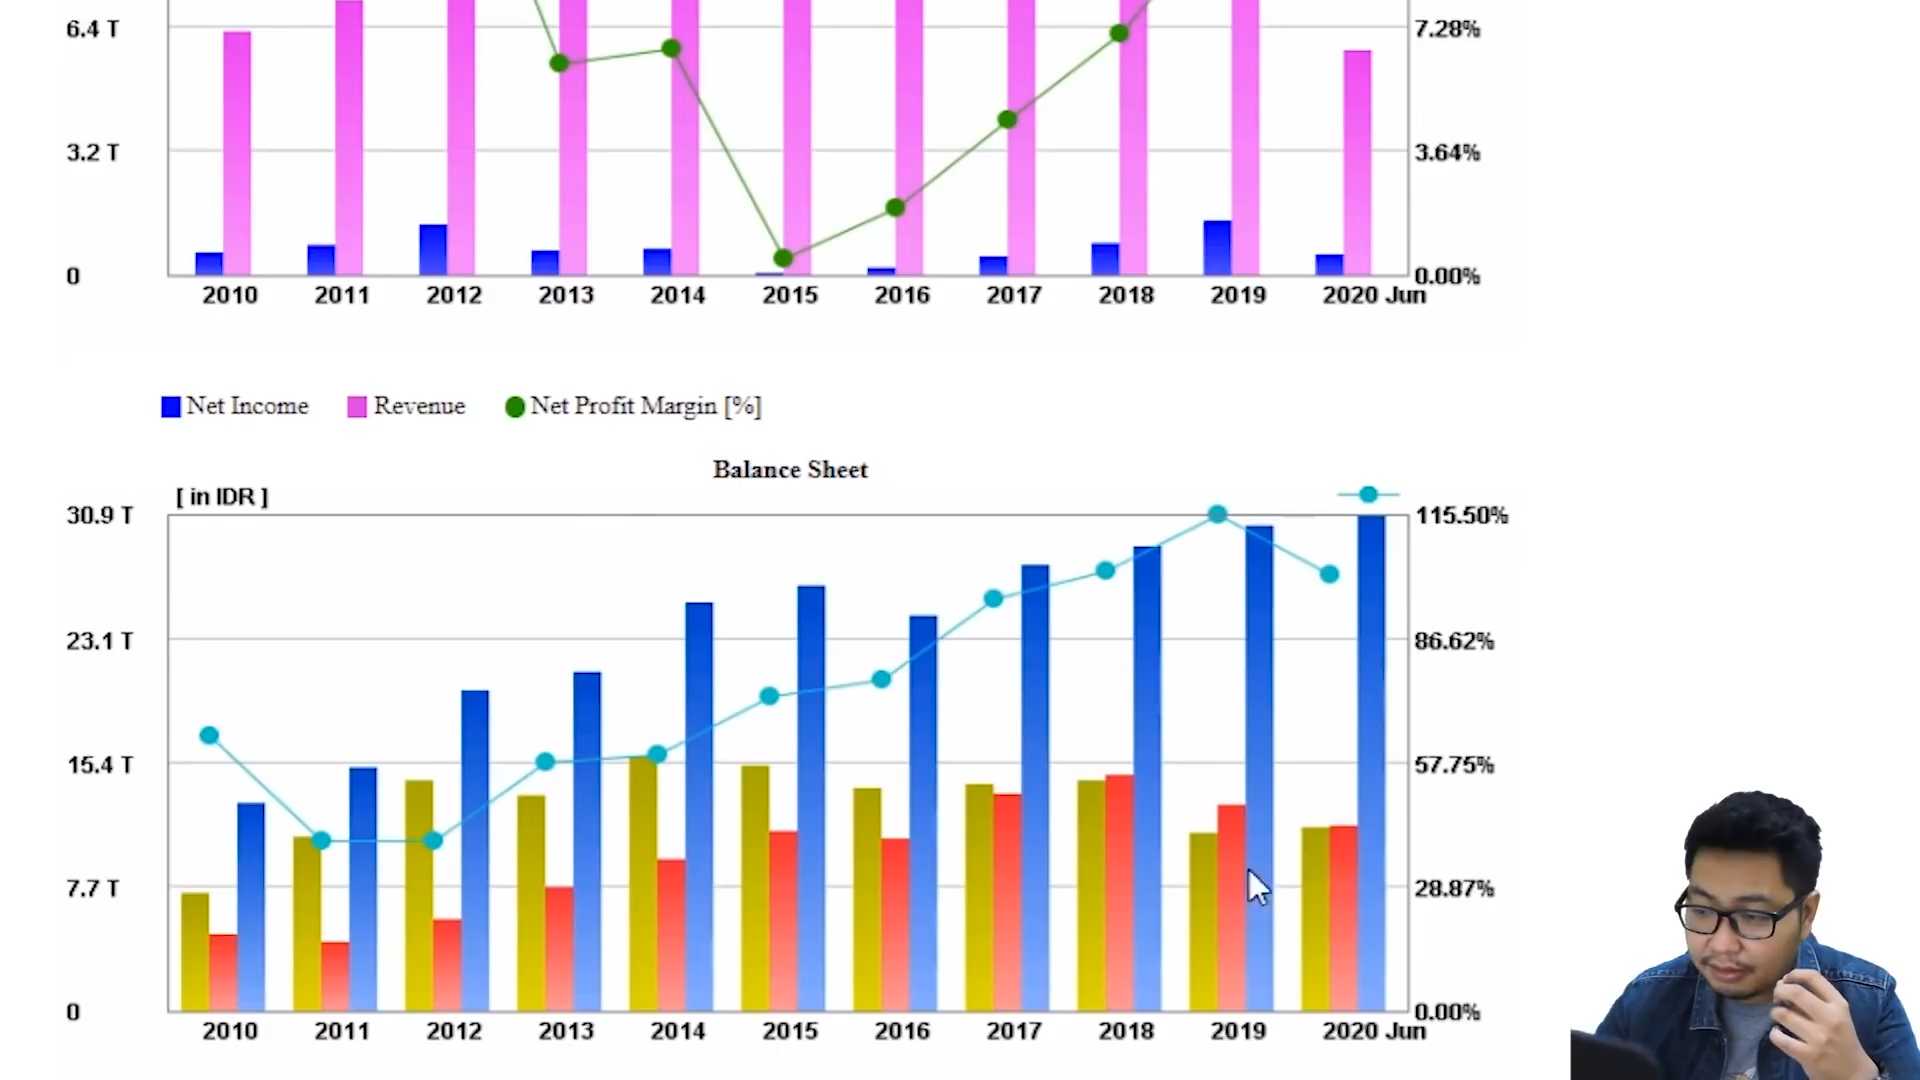 6.4 T 7.28%
3.2 T 3.64%
0 0.00%
2010 2011 2012 2013 2014 2015 2016 2017 2018 2019 2020 Jun
Net Income Revenue Net Profit Margin [%]
Balance Sheet
[ in IDR ]
30.9 T 115.50%
23.1 T 86.62%
15.4 T 57.75%
7.7 T 28.87%
0 0.00%
2010 2011 2012 2013 2014 2015 2016 2017 2018 2019 2020 Jun